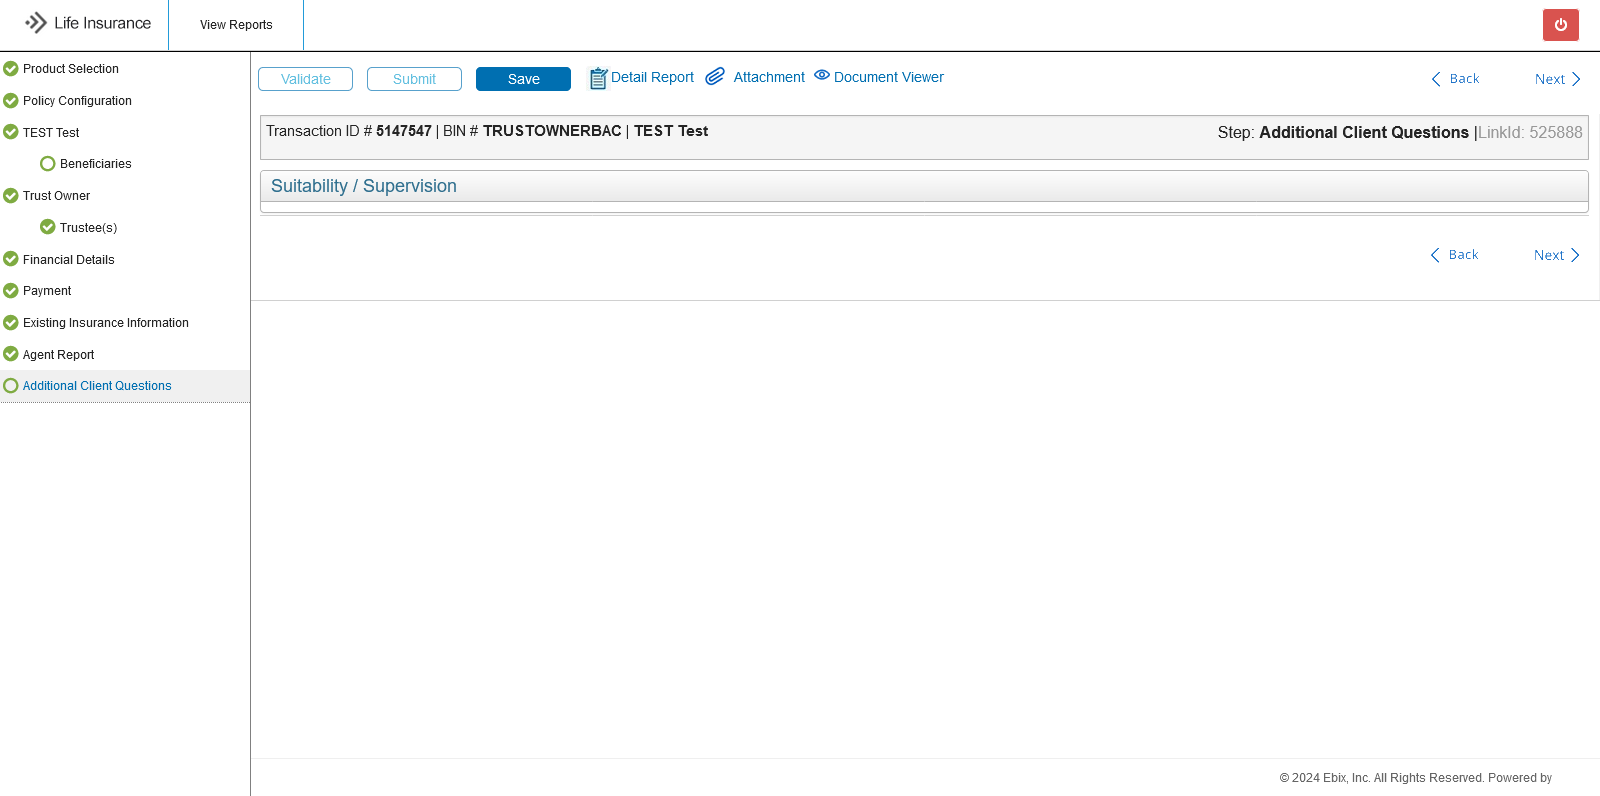 Life Insurance
View Reports
Product Selection
Policy Configuration
TEST Test
Beneficiaries
Trust Owner
Trustee(s)
Financial Details
Payment
Existing Insurance Information
Agent Report
Additional Client Questions
Validate
Submit
Save
Detail Report
Attachment
Document Viewer
Back
Next
Transaction ID # 5147547 | BIN # TRUSTOWNERBAC | TEST Test
Step: Additional Client Questions |LinkId: 525888
Suitability / Supervision
Back
Next
© 2024 Ebix, Inc. All Rights Reserved. Powered by